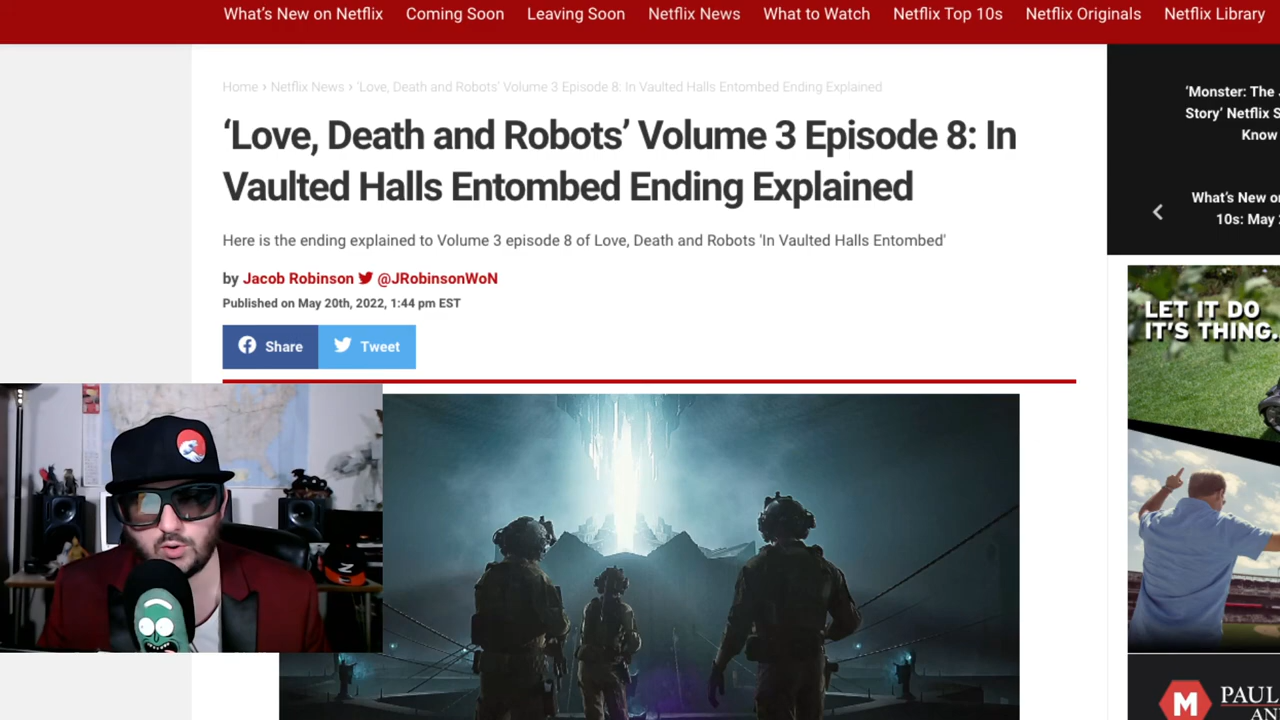 What's New on Netflix Coming Soon Leaving Soon Netflix News What to Watch Netflix Top 10s Netflix Originals Netflix Library
Home › Netflix News › 'Love, Death and Robots' Volume 3 Episode 8: In Vaulted Halls Entombed Ending Explained
‘Love, Death and Robots’ Volume 3 Episode 8: In
Vaulted Halls Entombed Ending Explained
Here is the ending explained to Volume 3 episode 8 of Love, Death and Robots 'In Vaulted Halls Entombed'
by Jacob Robinson @JRobinsonWoN
Published on May 20th, 2022, 1:44 pm EST
Share
Tweet
‘Monster: The
Story’ Netflix S
Know
What’s New o
10s: May
LET IT DO
IT'S THING.
M
PAUL
AN